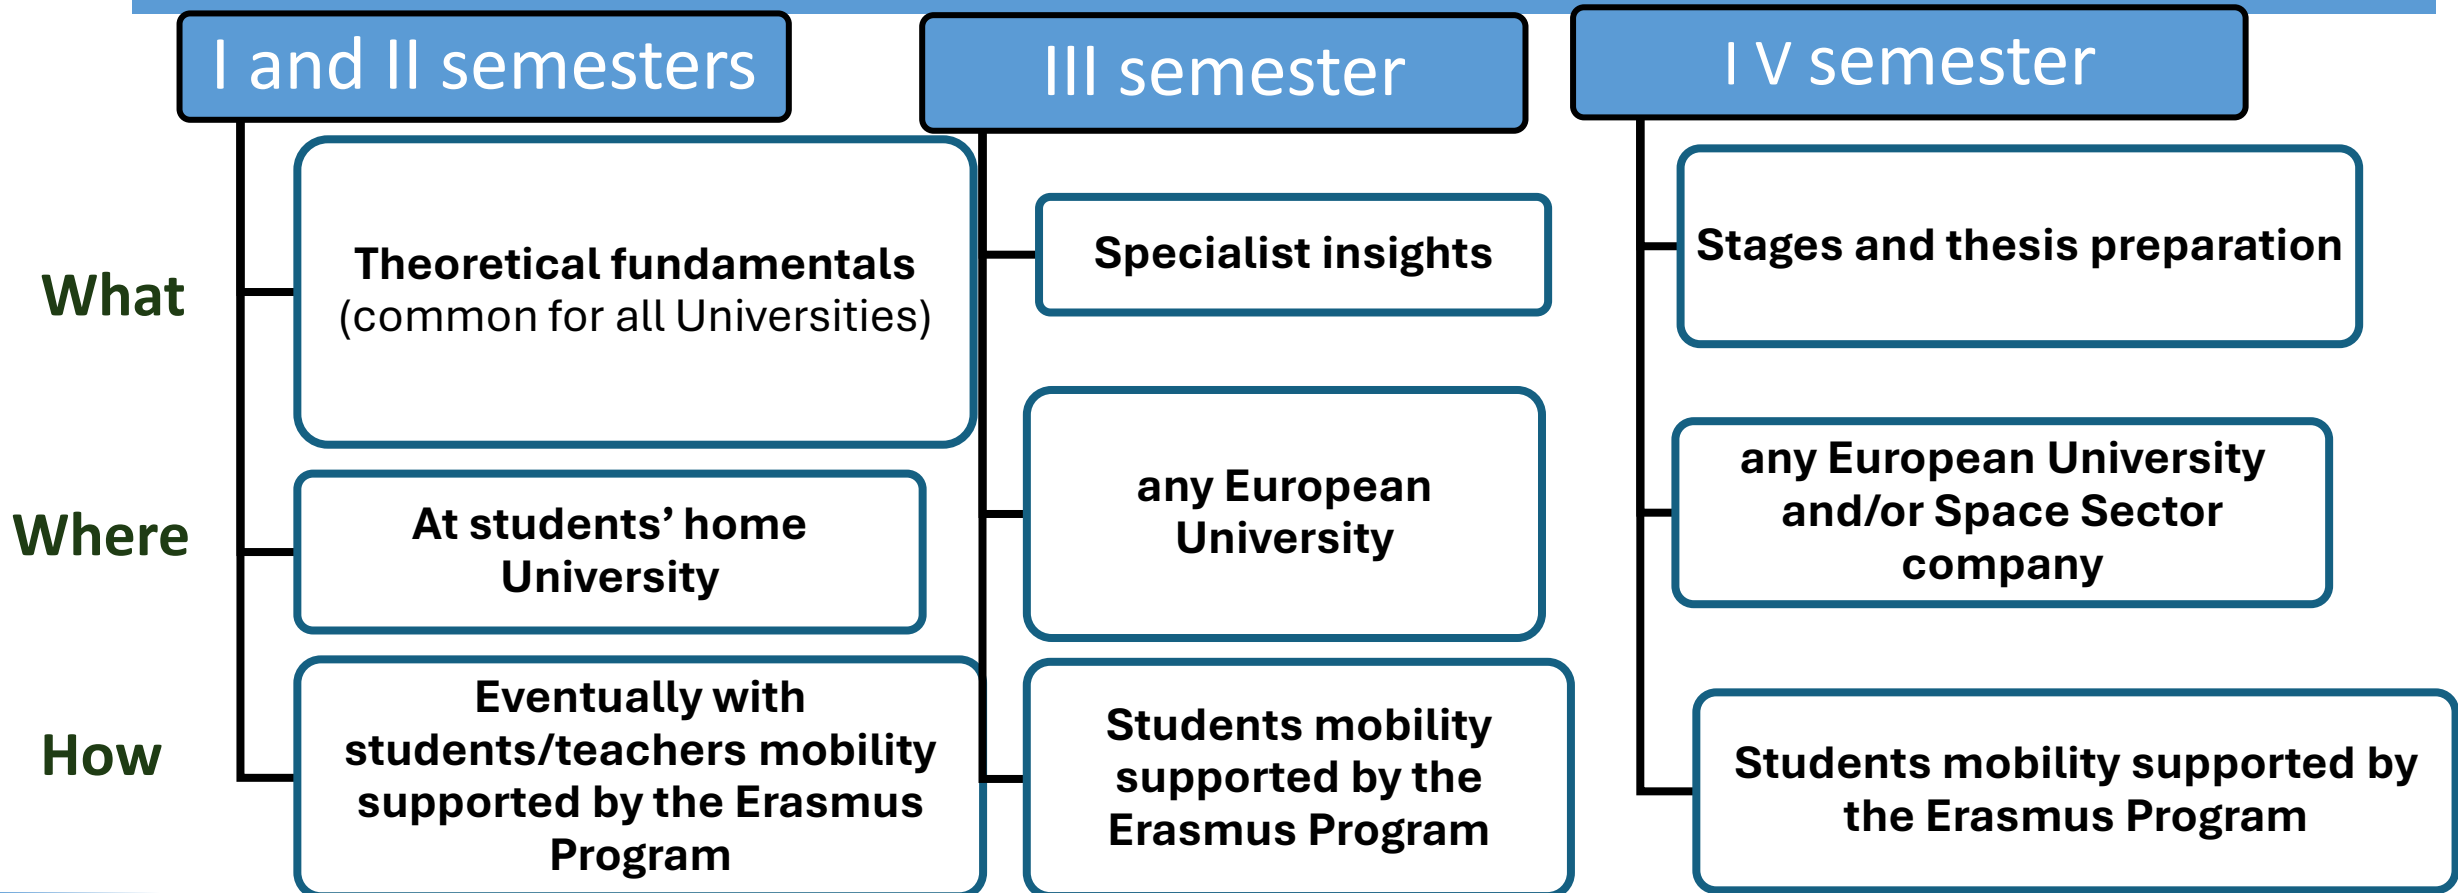 I and II semesters
III semester
I V semester
What
Theoretical fundamentals
(common for all Universities)
Specialist insights
Stages and thesis preparation
Where
At students’ home
University
any European
University
any European University
and/or Space Sector
company
How
Eventually with
students/teachers mobility
supported by the Erasmus
Program
Students mobility
supported by the
Erasmus Program
Students mobility supported by
the Erasmus Program